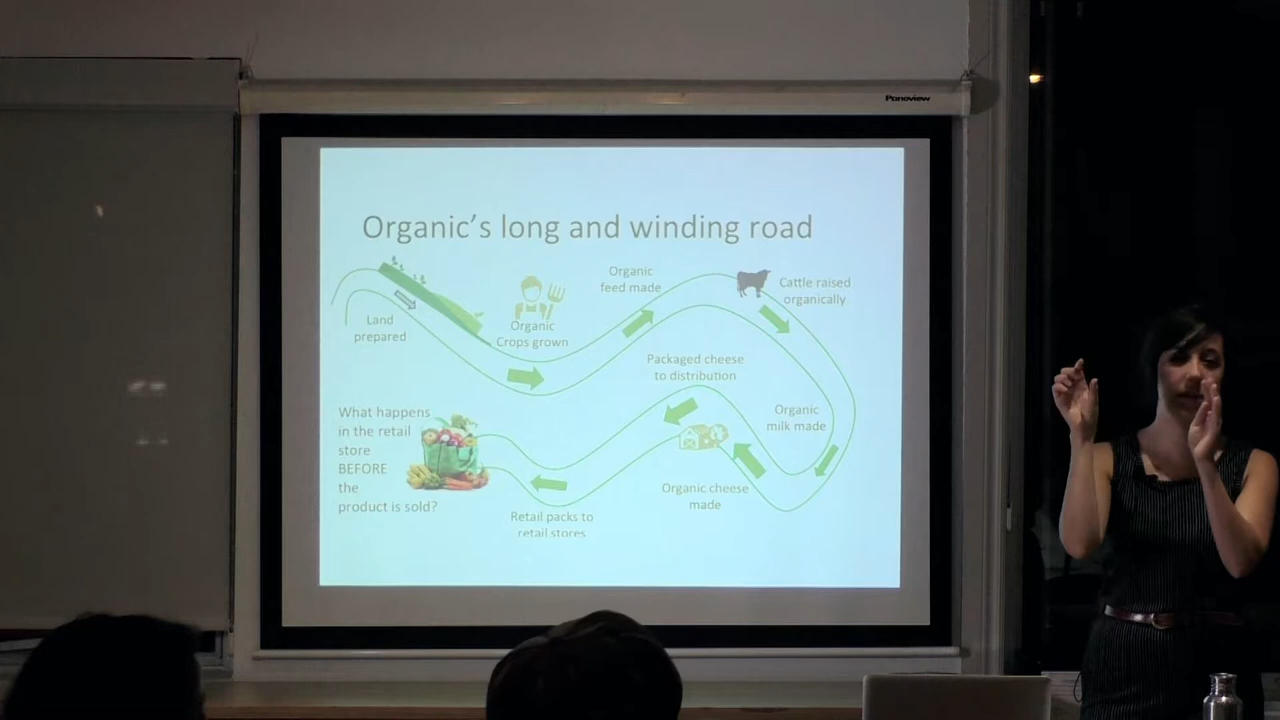 Panoview
Organic's long and winding road
Land
prepared
Organic
Crops grown
Organic
feed made
Cattle raised
organically
Organic
milk made
Organic cheese
made
Packaged cheese
to distribution
Retail packs to
retail stores
What happens
in the retail
store
BEFORE
the
product is sold?